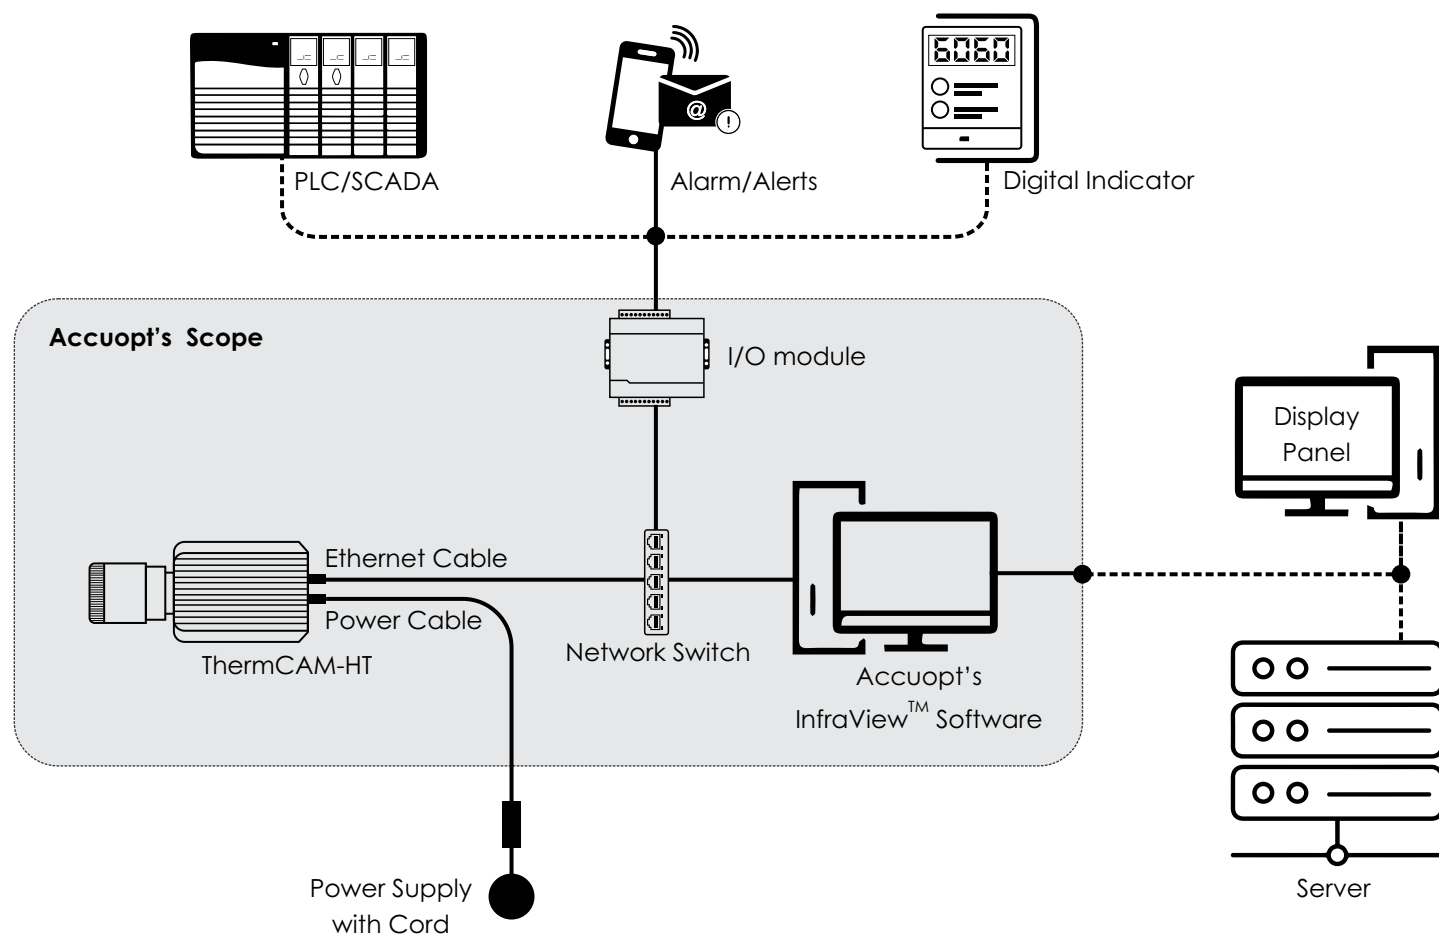 6060
@
!
PLC/SCADA
Alarm/Alerts
Digital Indicator
Accuopt's Scope
I/O module
Display
Panel
Ethernet Cable
Power Cable
ThermCAM-HT
Network Switch
Accuopt's
InfraView™ Software
Power Supply
with Cord
Server